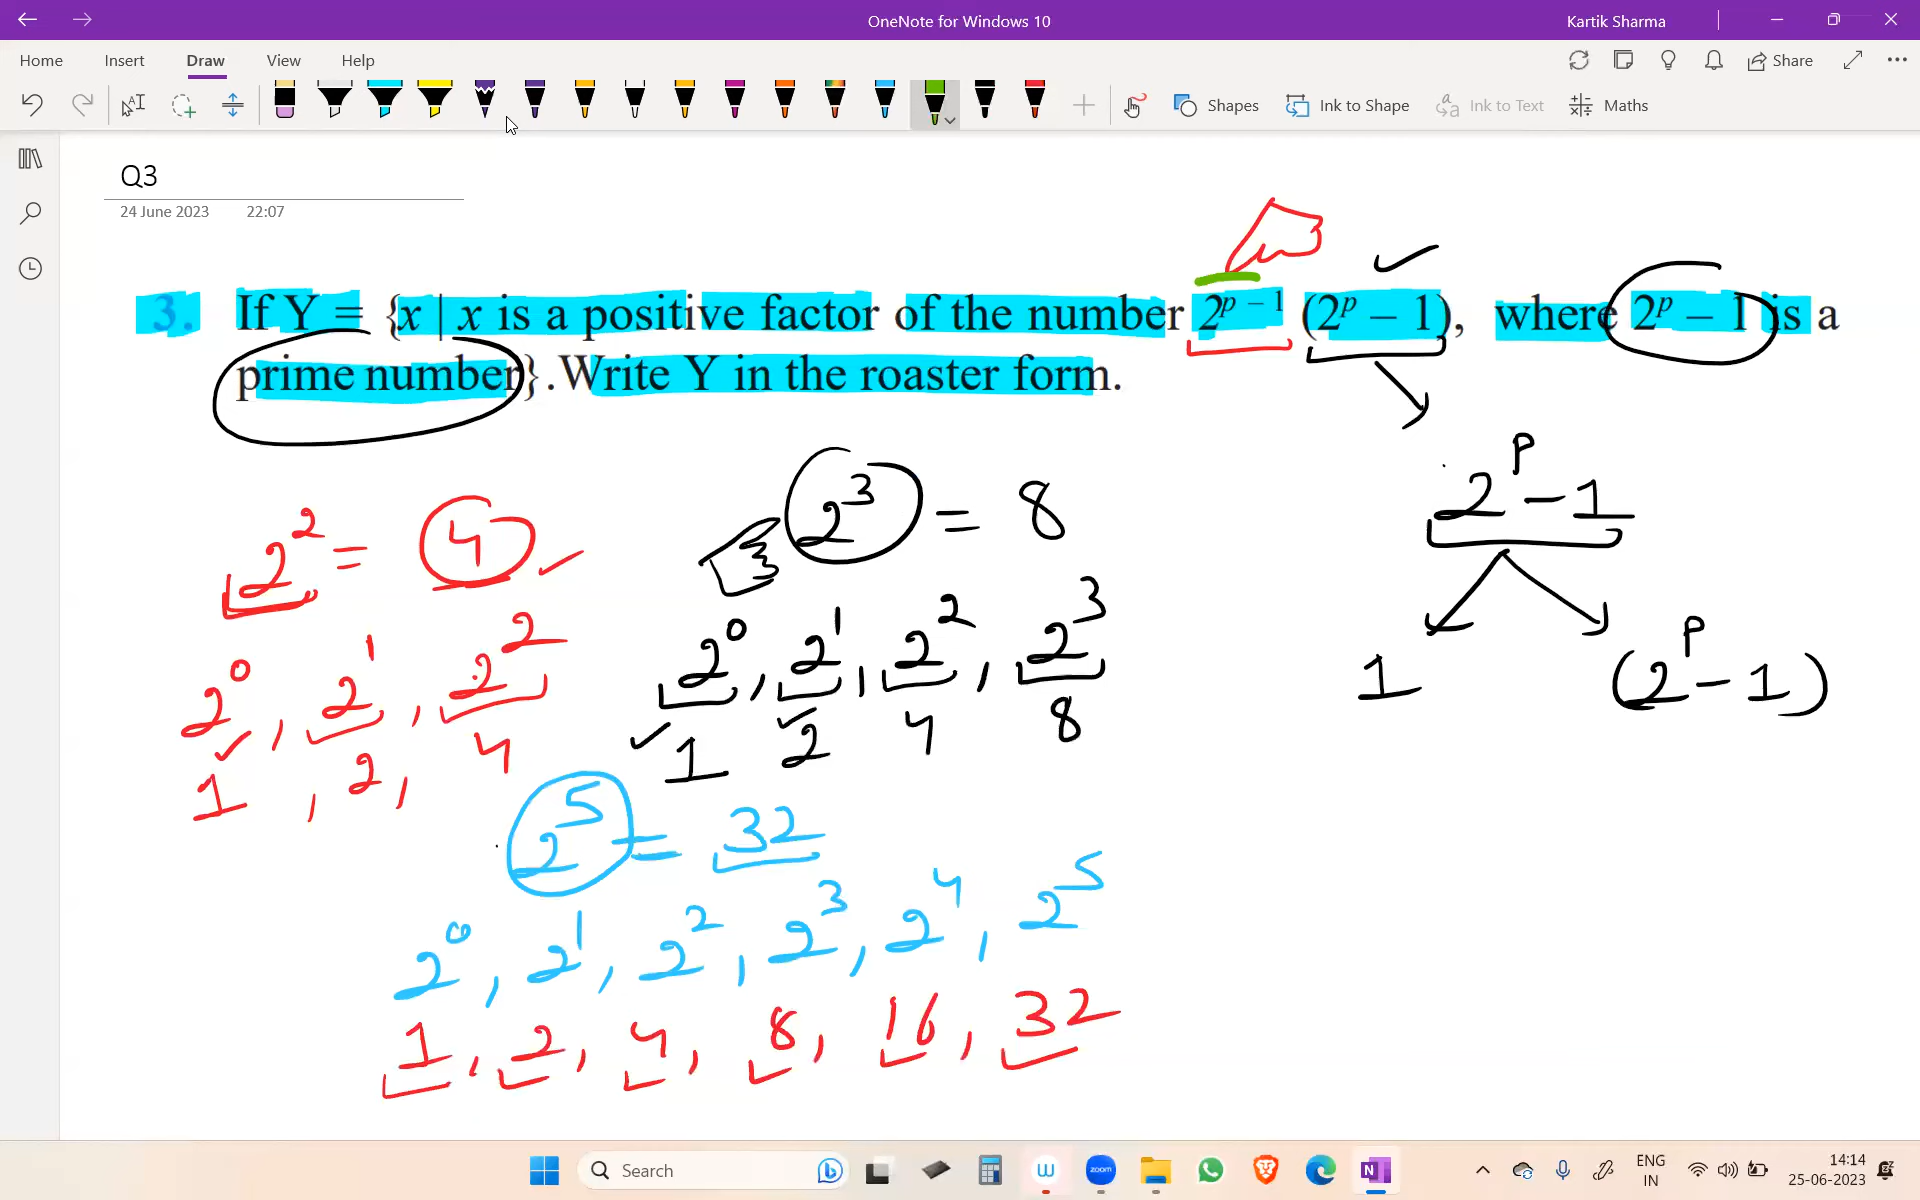 OneNote for Windows 10
Kartik Sharma
Home Insert Draw View Help
Share
Shapes Ink to Shape Ink to Text Maths
Q3
24 June 2023 22:07
3. If Y = {x | x is a positive factor of the number 2^{p – 1} (2^p – 1), where 2^p – 1 is a
prime number}. Write Y in the roaster form.
2^2 = 4
2^0, 2^1, 2^2
1, 2, 4
2^3 = 8
2^0, 2^1, 2^2, 2^3
1 2 4 8
2^p - 1
1 (2^p - 1)
2^5 = 32
2^0, 2^1, 2^2, 2^3, 2^4, 2^5
1, 2, 4, 8, 16, 32
Search
zoom
ENG
IN
14:14
25-06-2023